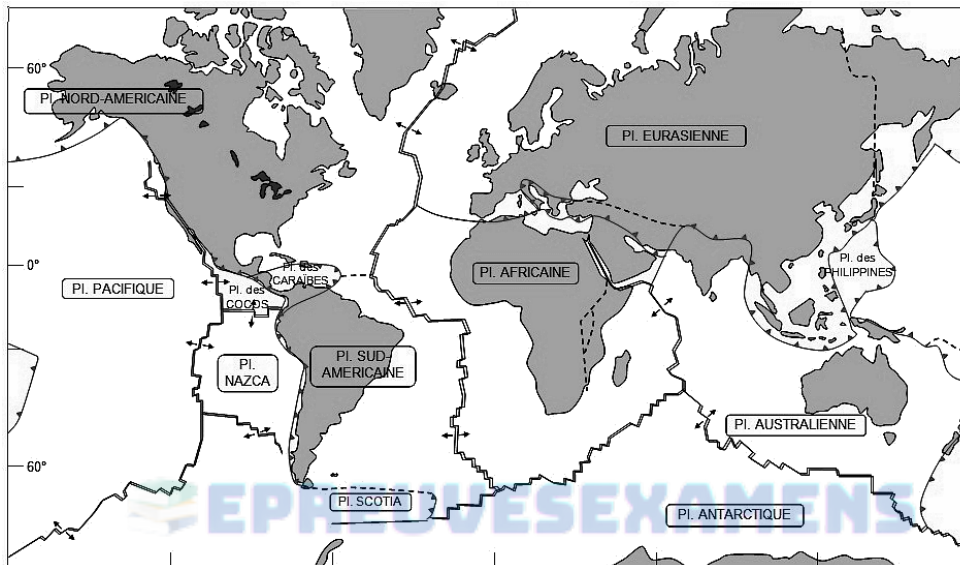 60°
Pl. NORD-AMERICAINE
Pl. EURASIENNE
0°
Pl. PACIFIQUE
Pl. des
COCOS
Pl. des
CARAÏBES
Pl. AFRICAINE
Pl. des
PHILIPPINES
Pl.
NAZCA
Pl. SUD-
AMERICAINE
Pl. AUSTRALIENNE
60°
Pl. SCOTIA
Pl. ANTARCTIQUE
EPREUVESEXAMENS